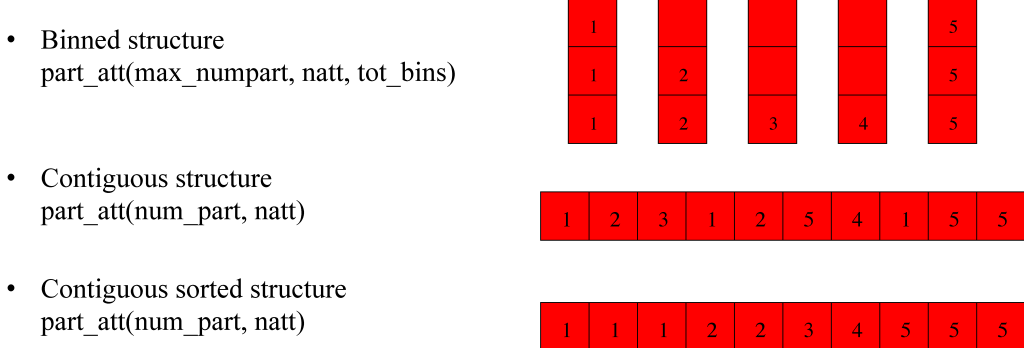 • Binned structure
part_att(max_numpart, natt, tot_bins)
1 5
1 2 5
1 2 3 4 5
• Contiguous structure
part_att(num_part, natt)
1 2 3 1 2 5 4 1 5 5
• Contiguous sorted structure
part_att(num_part, natt)
1 1 1 2 2 3 4 5 5 5